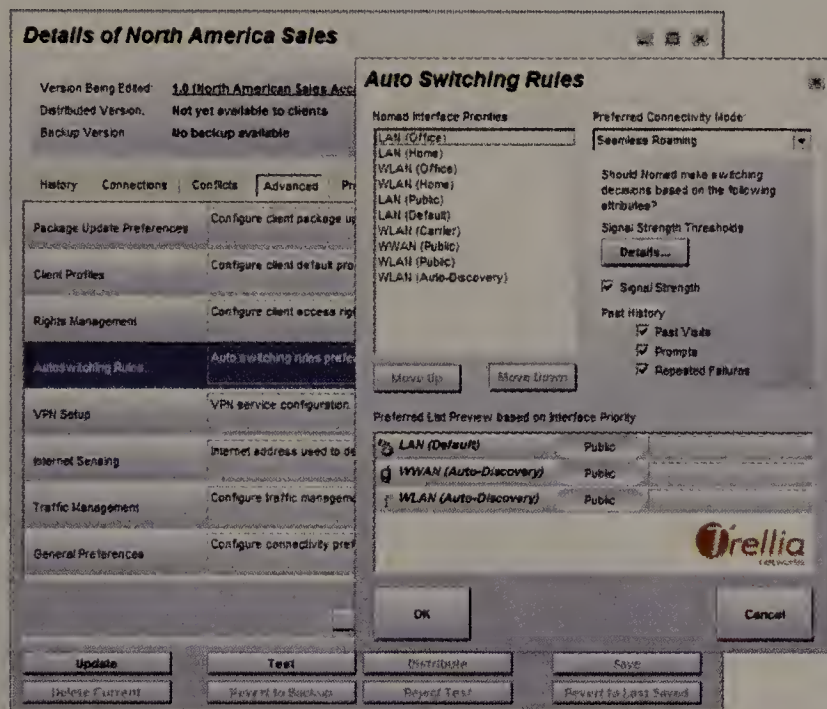 Details of North America Sales
Version Being Edited: 1.0 (North American Sales Acc
Distributed Version: Not yet available to clients
Backup Version No backup available
History Connections Conflicts Advanced Pr
Package Update Preferences Configure client package up
Client Profiles Configure client default pro
Rights Management Configure client access rig
Autoswitching Rules Auto switching rules prefe
VPN Setup VPN service configuration
Internet Sensing Internet address used to de
Traffic Management Configure traffic manageme
General Preferences Configure connectivity pref
Update Test Distribute Save
Delete Current Revert to Backup Reject Test Revert to Last Saved
Auto Switching Rules
Nomad Interface Priorities
LAN (Office)
LAN (Home)
WLAN (Office)
WLAN (Home)
LAN (Public)
LAN (Default)
WLAN (Carrier)
WWAN (Public)
WLAN (Public)
WLAN (Auto-Discovery)
Move Up Move Down
Preferred Connectivity Mode:
Seamless Roaming
Should Nomad make switching
decisions based on the following
attributes?
Signal Strength Thresholds
Details...
Signal Strength
Past History
Past Visits
Prompts
Repeated Failures
Preferred List Preview based on Interface Priority
LAN (Default) Public
WWAN (Auto-Discovery) Public
WLAN (Auto-Discovery) Public
Trellia
networks
OK Cancel